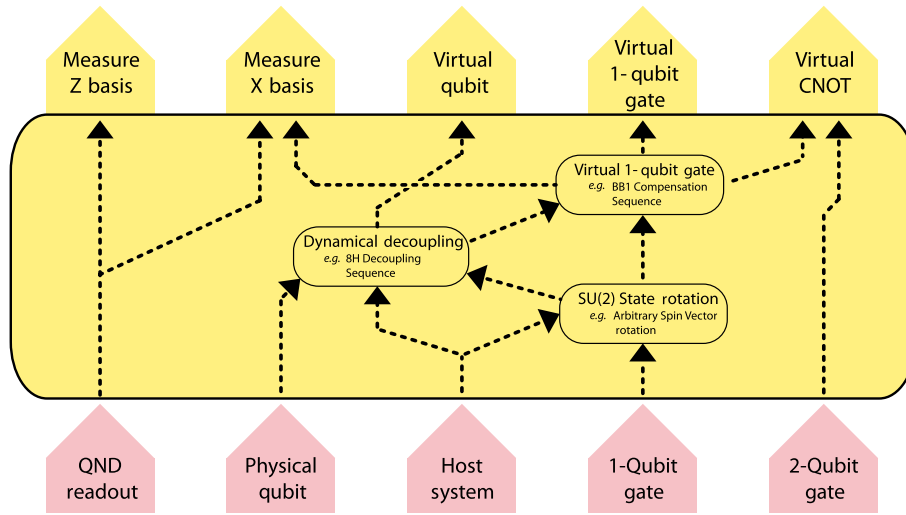 Measure
Z basis
Measure
X basis
Virtual
qubit
Virtual
1- qubit
gate
Virtual
CNOT
Virtual 1- qubit gate
e.g. BB1 Compensation
Sequence
Dynamical decoupling
e.g. 8H Decoupling
Sequence
SU(2) State rotation
e.g. Arbitrary Spin Vector
rotation
QND
readout
Physical
qubit
Host
system
1-Qubit
gate
2-Qubit
gate